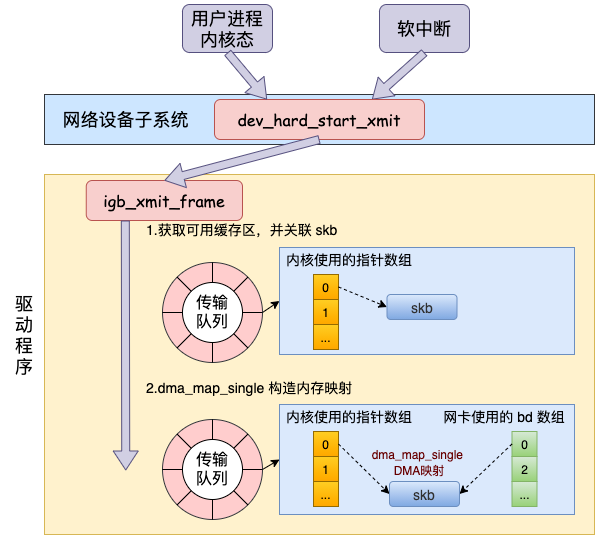 用户进程
内核态
软中断
网络设备子系统
dev_hard_start_xmit
igb_xmit_frame
1.获取可用缓存区，并关联 skb
驱动程序
传输
队列
内核使用的指针数组
0
1
...
skb
2.dma_map_single 构造内存映射
传输
队列
内核使用的指针数组
网卡使用的 bd 数组
0
1
...
dma_map_single
DMA映射
skb
0
2
...